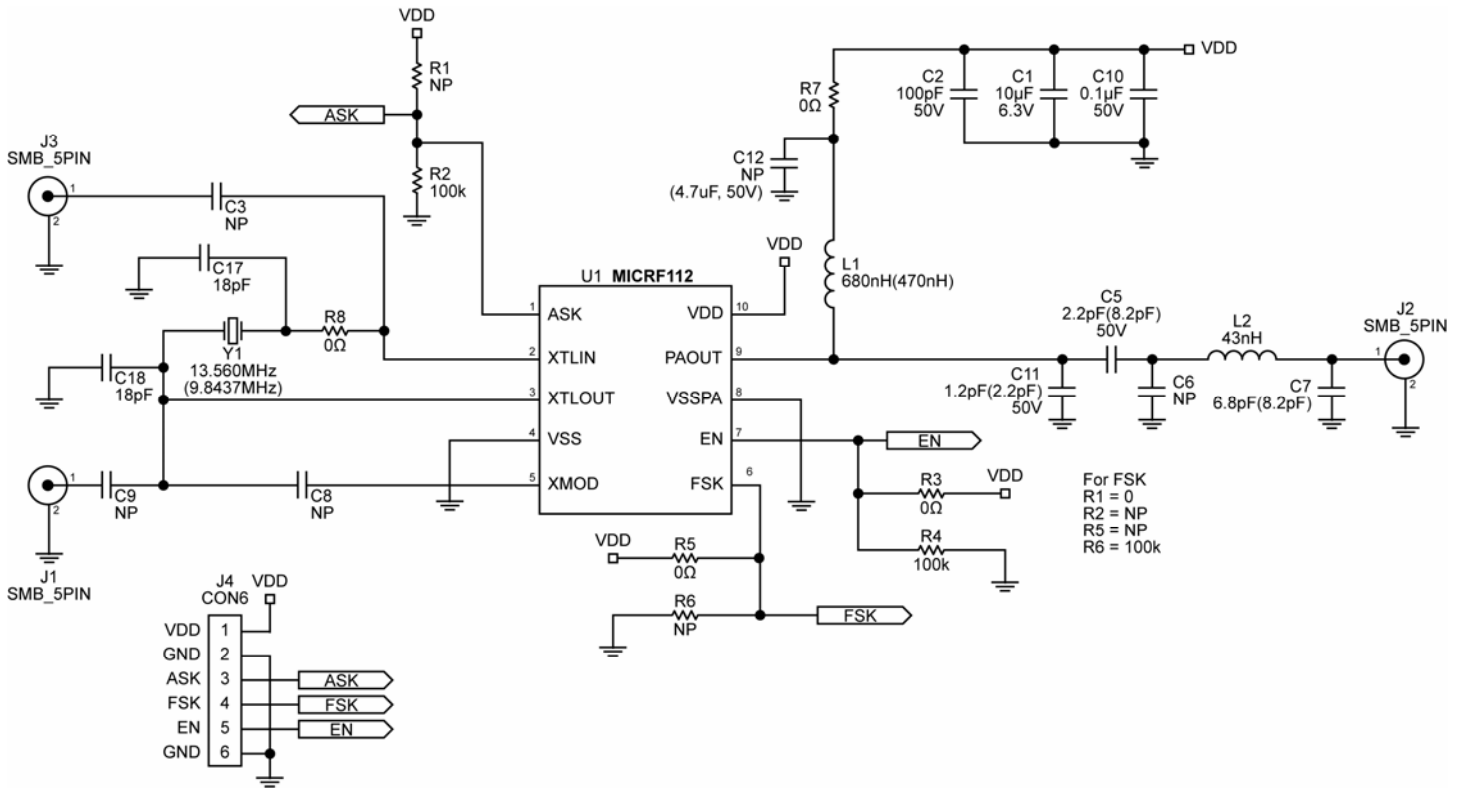 VDD
R1
NP
ASK
R2
100k
J3
SMB_5PIN
1
2
C3
NP
C17
18pF
R8
0Ω
Y1
13.560MHz
(9.8437MHz)
C18
18pF
J1
SMB_5PIN
1
2
C9
NP
C8
NP
U1 MICRF112
1 ASK
2 XTLIN
3 XTLOUT
4 VSS
5 XMOD
VDD 10
PAOUT 9
VSSPA 8
EN 7
FSK 6
VDD
R7
0Ω
C12
NP
(4.7uF, 50V)
L1
680nH(470nH)
C2
100pF
50V
C1
10µF
6.3V
C10
0.1µF
50V
VDD
C11
1.2pF(2.2pF)
50V
C5
2.2pF(8.2pF)
50V
C6
NP
L2
43nH
C7
6.8pF(8.2pF)
J2
SMB_5PIN
1
2
EN
R3
0Ω
VDD
R4
100k
For FSK
R1 = 0
R2 = NP
R5 = NP
R6 = 100k
VDD
R5
0Ω
R6
NP
FSK
J4
CON6
VDD
VDD 1
GND 2
ASK 3 ASK
FSK 4 FSK
EN 5 EN
GND 6